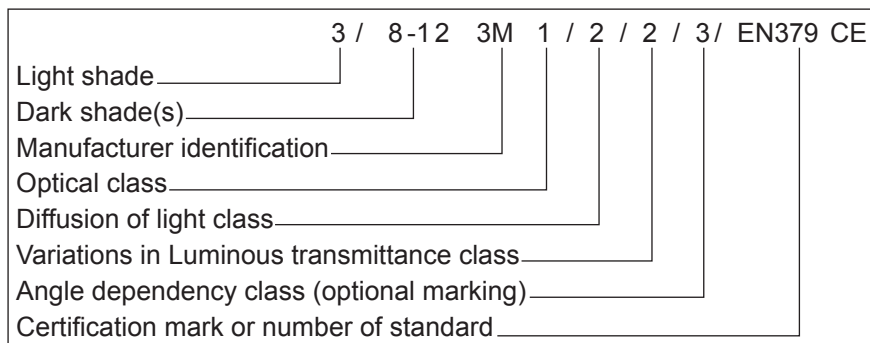 3 / 8-12 3M 1 / 2 / 2 / 3/ EN379 CE
Light shade
Dark shade(s)
Manufacturer identification
Optical class
Diffusion of light class
Variations in Luminous transmittance class
Angle dependency class (optional marking)
Certification mark or number of standard